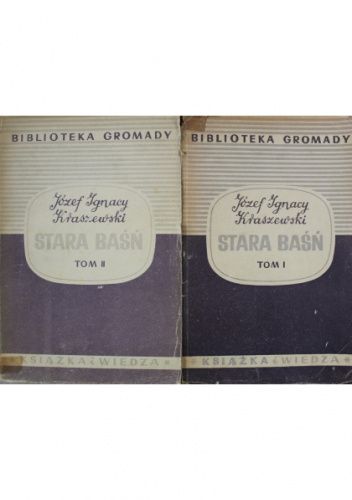 BIBLIOTEKA GROMADY
Józef Ignacy
Kraszewski
STARA BAŚŃ
TOM II
KSIĄŻKA i WIEDZA
BIBLIOTEKA GROMADY
Józef Ignacy
Kraszewski
STARA BAŚŃ
TOM I
KSIĄŻKA i WIEDZA